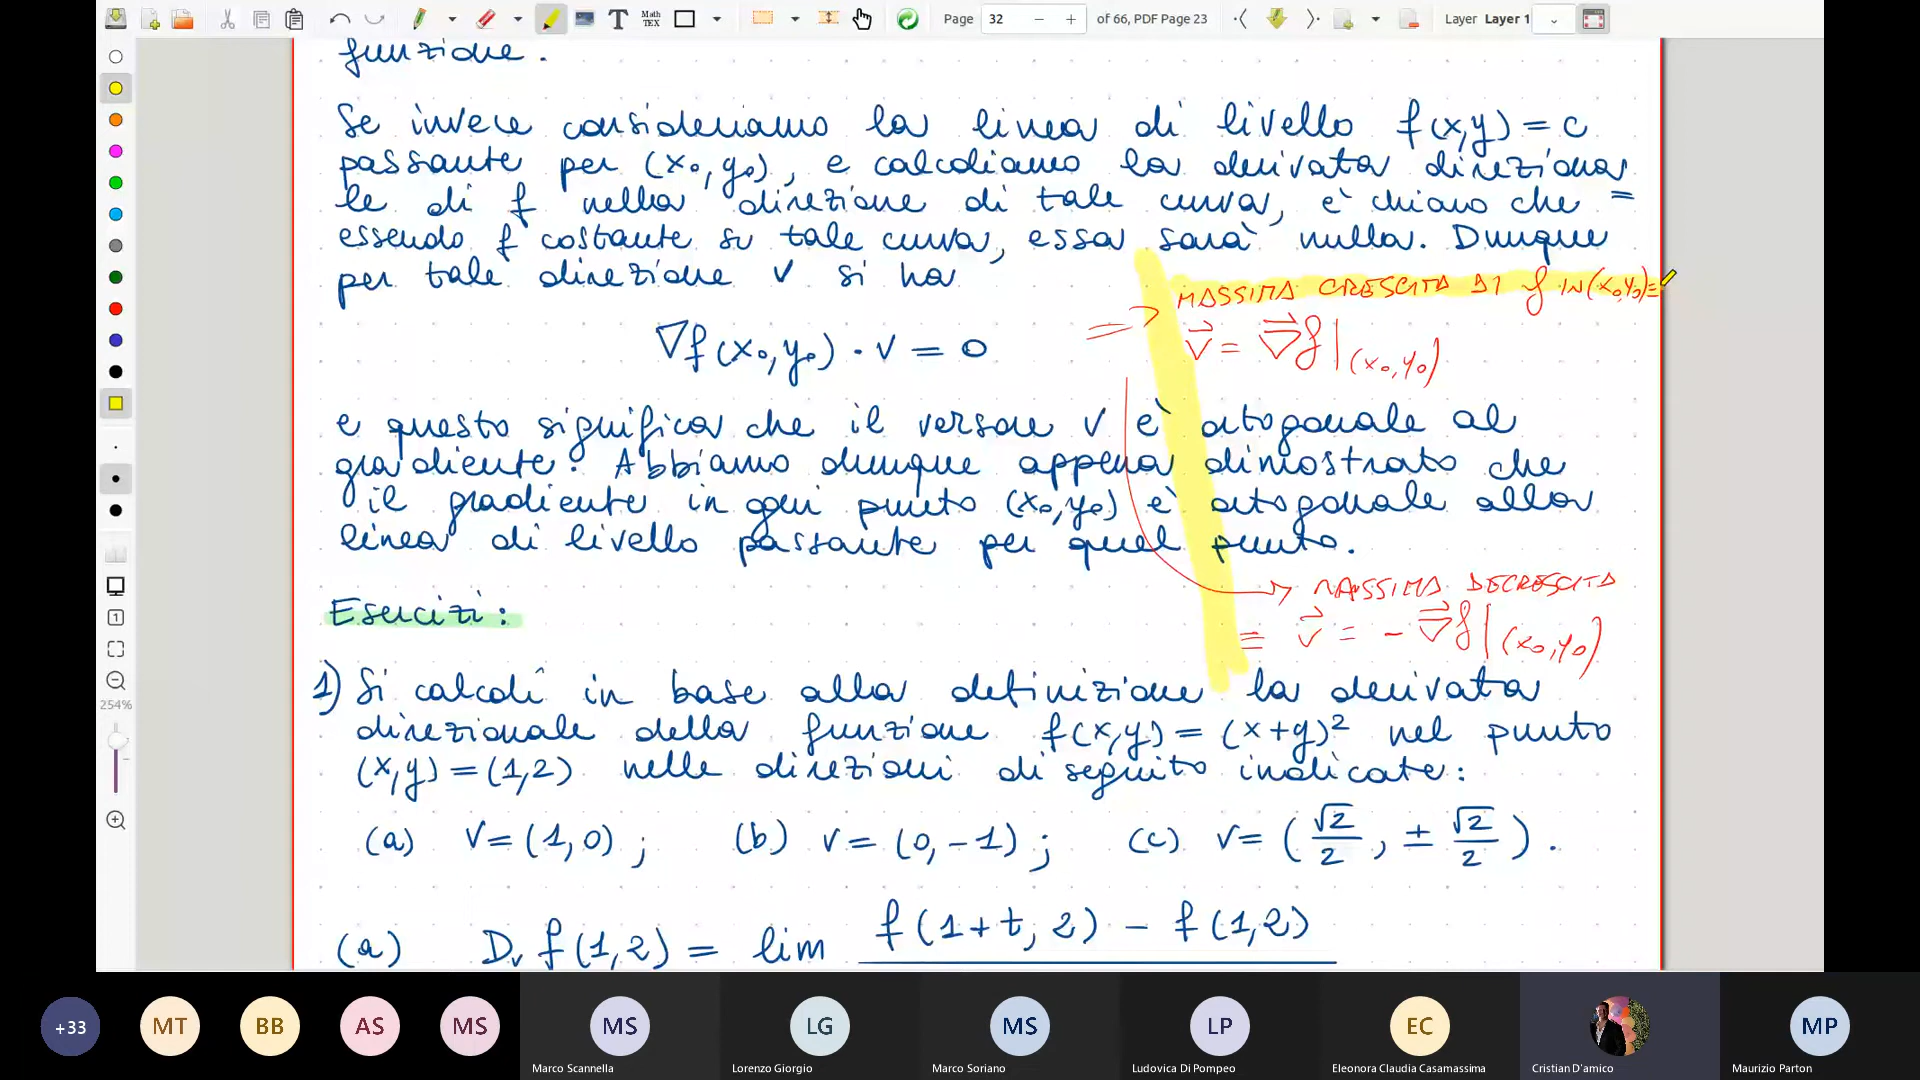 Page 32 of 66, PDF Page 23 Layer Layer 1
T Math TEX
funzione.
Se invece consideriamo la linea di livello f(x,y) = c
passante per (x₀,y₀), e calcoliamo la derivata direziona
le di f nella direzione di tale curva, è chiaro che =
essendo f costante su tale curva, essa sarà nulla. Dunque
per tale direzione v si ha
=> MASSIMA CRESCITA DI f IN (x₀,y₀) =
v⃗ = ∇⃗f|(x₀,y₀)
∇f(x₀,y₀) · v = 0
e questo significa che il versore v è ortogonale al
gradiente. Abbiamo dunque appena dimostrato che
il gradiente in ogni punto (x₀,y₀) è ortogonale alla
linea di livello passante per quel punto.
→ MASSIMA DECRESCITA
= v⃗ = - ∇⃗f|(x₀,y₀)
Esercizi:
1) Si calcoli in base alla definizione la derivata
direzionale della funzione f(x,y) = (x+y)² nel punto
(x,y) = (1,2) nelle direzioni di seguito indicate:
(a) v=(1,0) ; (b) v=(0,-1) ; (c) v=(√2/2, ±√2/2).
(a) Dᵥf(1,2) = lim f(1+t,2) - f(1,2)
1
254%
+33 MT BB AS MS MS LG MS LP EC MP
Marco Scannella Lorenzo Giorgio Marco Soriano Ludovica Di Pompeo Eleonora Claudia Casamassima Cristian D'amico Maurizio Parton